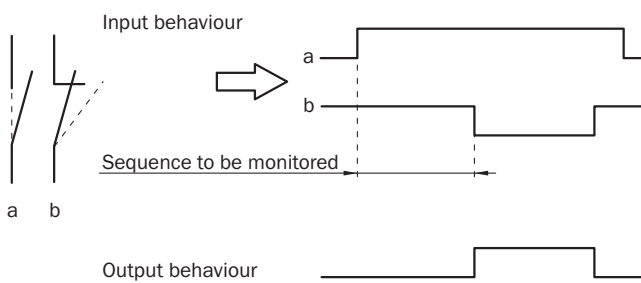 Input behaviour
a
b
Sequence to be monitored
a b
Output behaviour